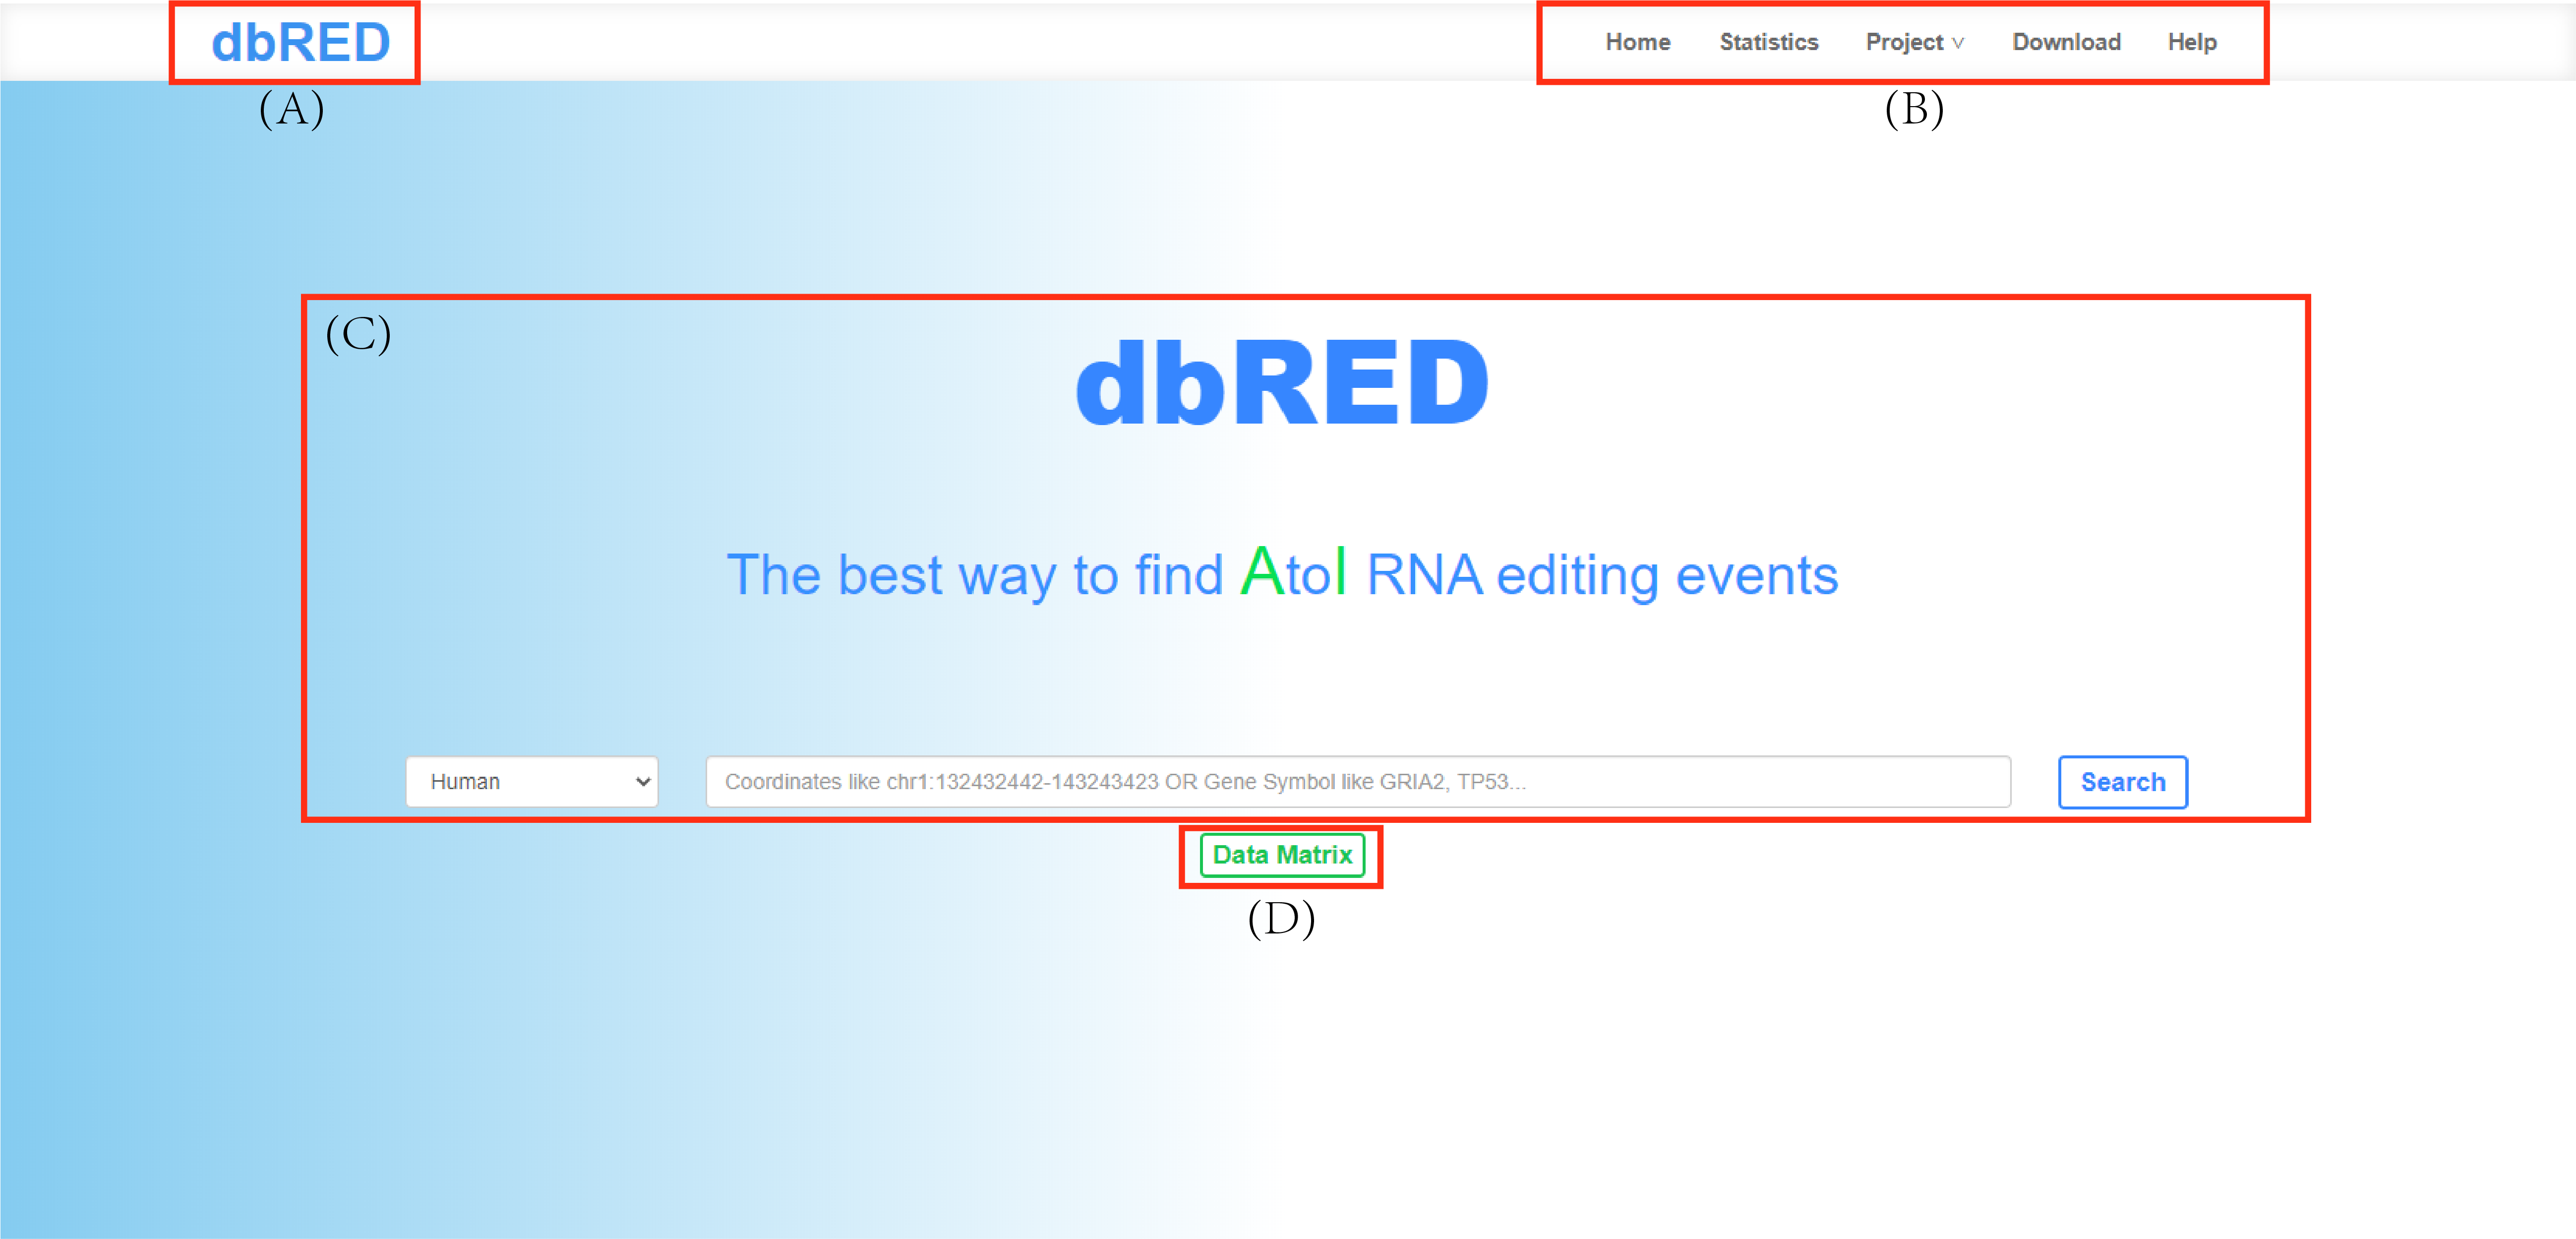 dbRED
Home Statistics Project Download Help
(A)
(B)
(C)
dbRED
The best way to find AtoI RNA editing events
Human
Coordinates like chr1:132432442-143243423 OR Gene Symbol like GRIA2, TP53...
Search
Data Matrix
(D)